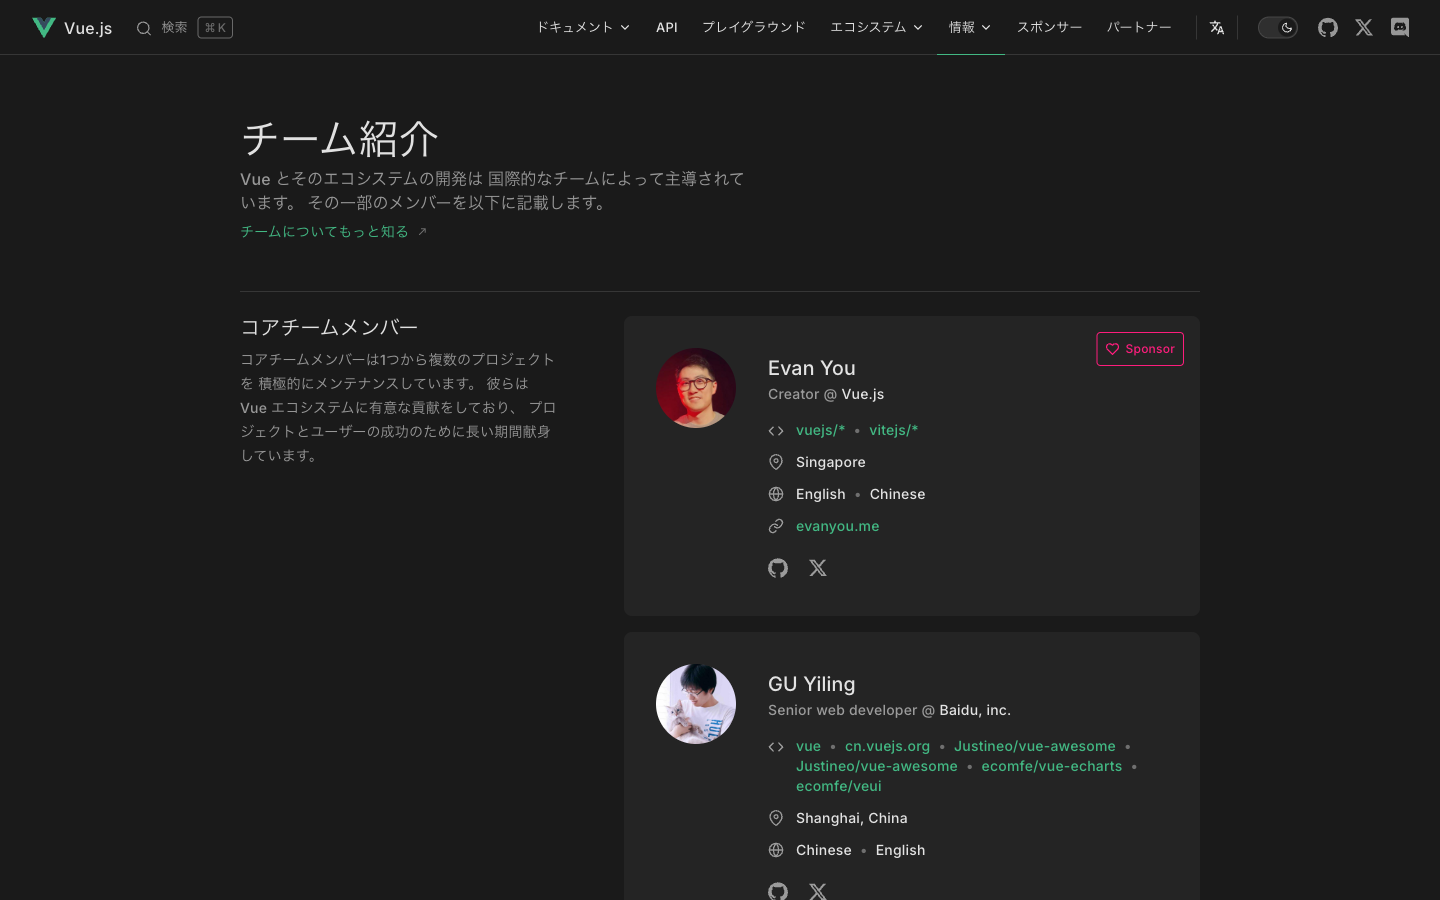 Vue.js 検索 ⌘ K ドキュメント API プレイグラウンド エコシステム 情報 スポンサー パートナー
チーム紹介
Vue とそのエコシステムの開発は 国際的なチームによって主導されて
います。 その一部のメンバーを以下に記載します。
チームについてもっと知る ↗
コアチームメンバー
コアチームメンバーは1つから複数のプロジェクト
を 積極的にメンテナンスしています。 彼らは
Vue エコシステムに有意な貢献をしており、 プロ
ジェクトとユーザーの成功のために長い期間献身
しています。
Sponsor
Evan You
Creator @ Vue.js
vuejs/* • vitejs/*
Singapore
English • Chinese
evanyou.me
GU Yiling
Senior web developer @ Baidu, inc.
vue • cn.vuejs.org • Justineo/vue-awesome •
Justineo/vue-awesome • ecomfe/vue-echarts •
ecomfe/veui
Shanghai, China
Chinese • English